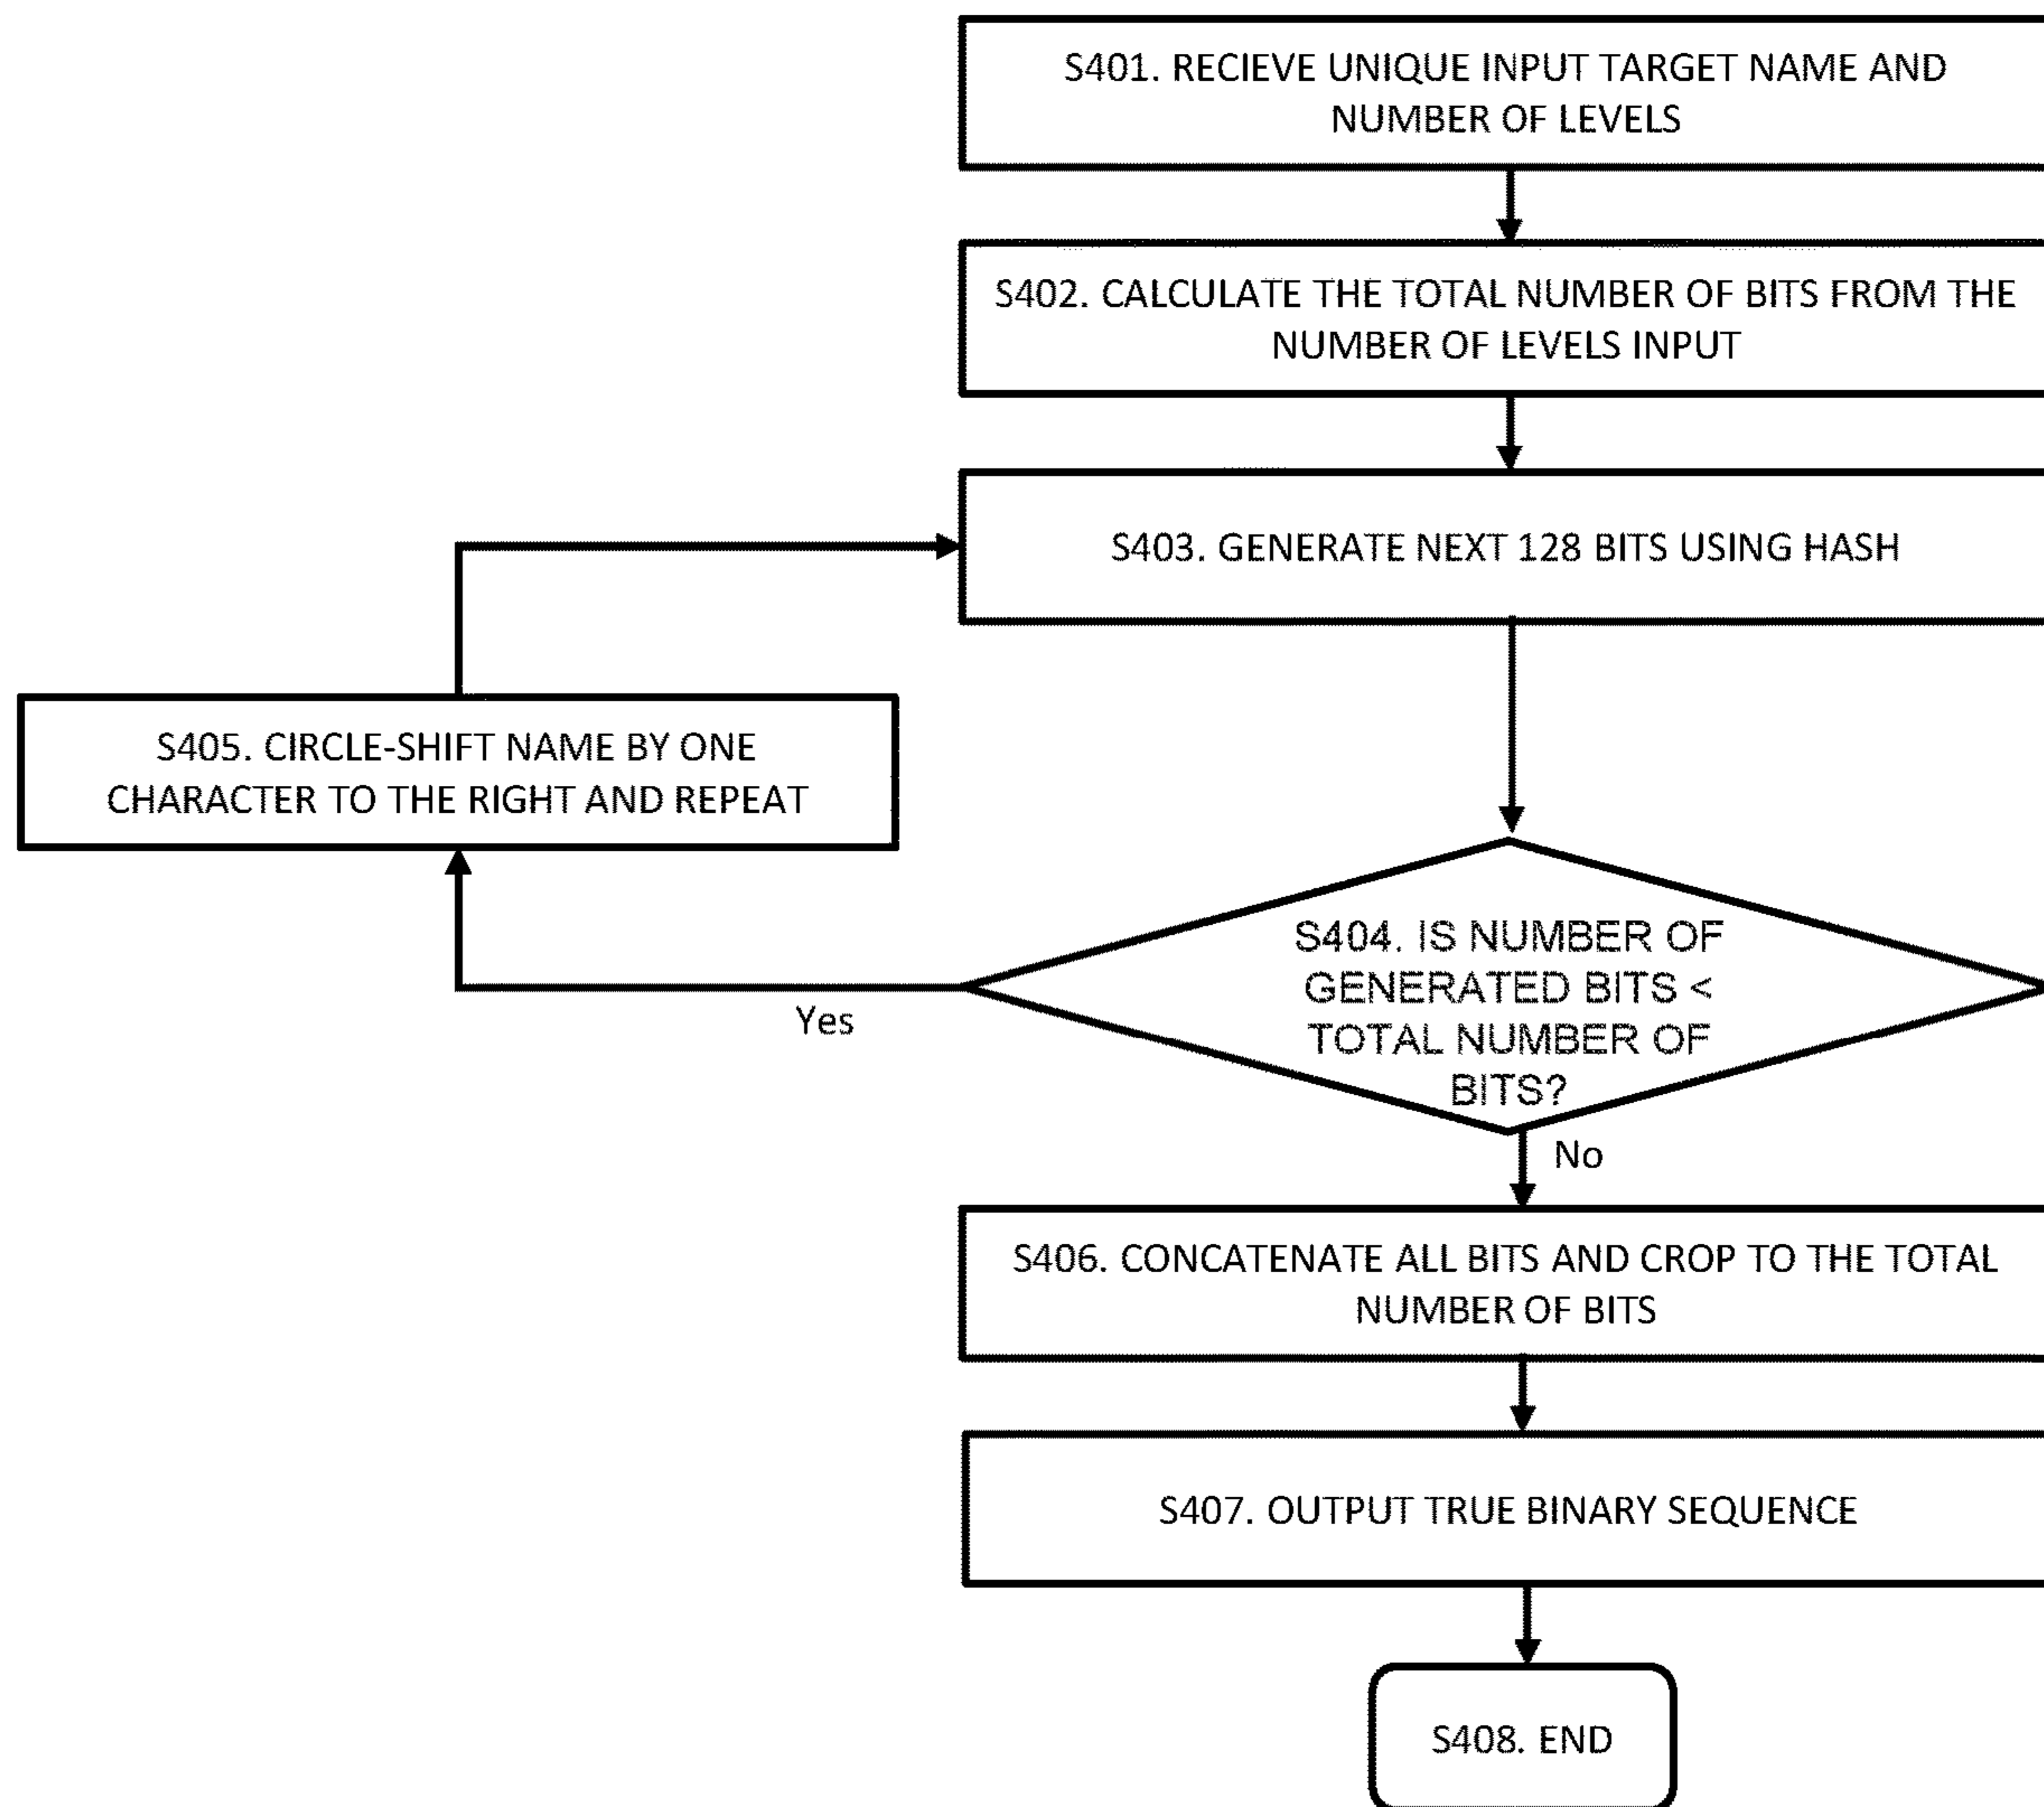 S401. RECIEVE UNIQUE INPUT TARGET NAME AND
NUMBER OF LEVELS
S402. CALCULATE THE TOTAL NUMBER OF BITS FROM THE
NUMBER OF LEVELS INPUT
S403. GENERATE NEXT 128 BITS USING HASH
S405. CIRCLE-SHIFT NAME BY ONE
CHARACTER TO THE RIGHT AND REPEAT
S404. IS NUMBER OF
GENERATED BITS <
TOTAL NUMBER OF
BITS?
Yes
No
S406. CONCATENATE ALL BITS AND CROP TO THE TOTAL
NUMBER OF BITS
S407. OUTPUT TRUE BINARY SEQUENCE
S408. END